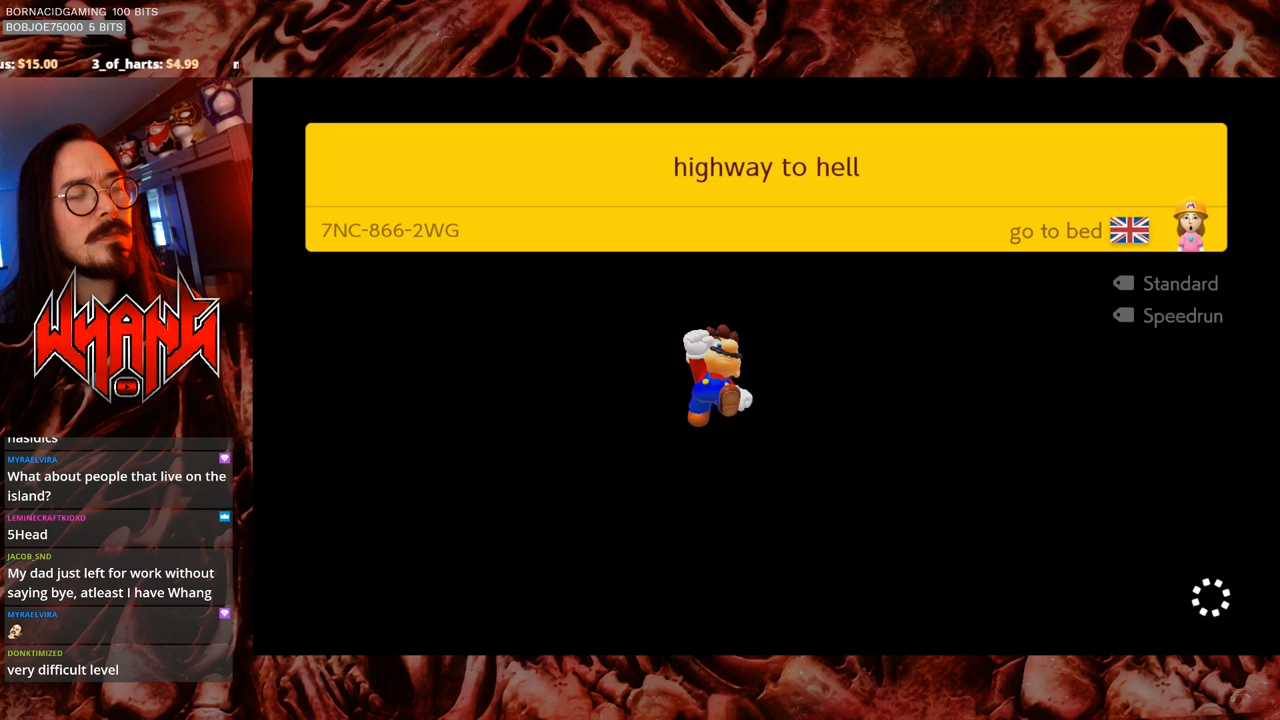 BORNACIDGAMING 100 BITS
BOBJOE75000 5 BITS
us: $15.00 3_of_harts: $4.99
WHANG
hasidics
MYRAELVIRA
What about people that live on the
island?
LEMINECRAFTKIDXD
5Head
JACOB_SND
My dad just left for work without
saying bye, atleast I have Whang
MYRAELVIRA
DONKTIMIZED
very difficult level
highway to hell
7NC-866-2WG
go to bed
Standard
Speedrun